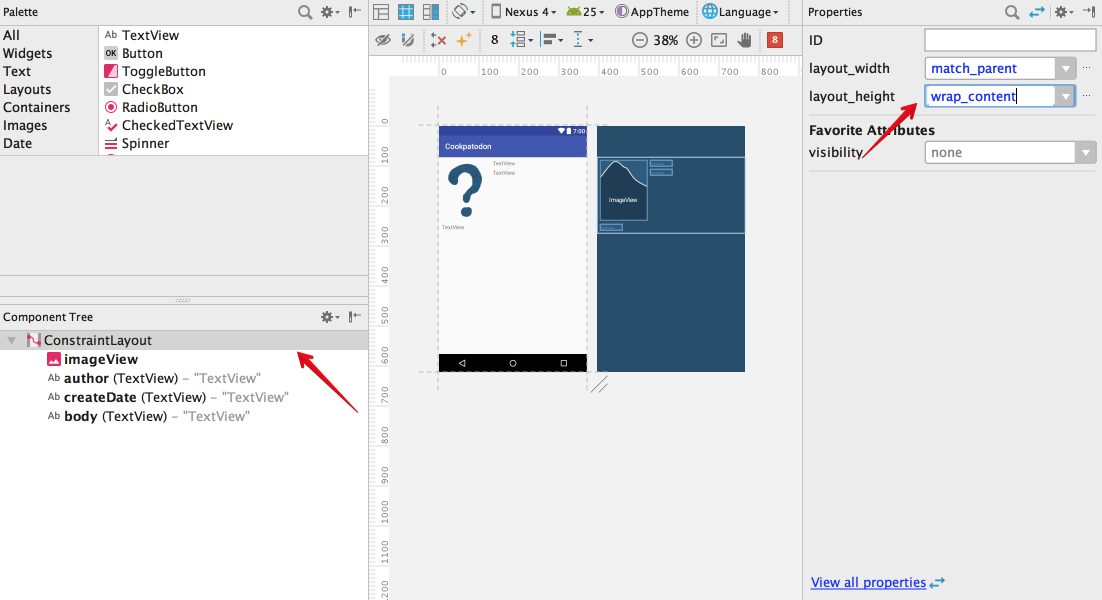 Palette
All
Widgets
Text
Layouts
Containers
Images
Date
Ab TextView
OK Button
ToggleButton
CheckBox
RadioButton
CheckedTextView
Spinner
Component Tree
ConstraintLayout
imageView
Ab author (TextView) – "TextView"
Ab createDate (TextView) – "TextView"
Ab body (TextView) – "TextView"
Nexus 4 25 AppTheme Language
8 38% 8
0 100 200 300 400 500 600 700 800
0
100
200
300
400
500
600
700
800
900
1000
1100
1200
7:00
Cookpatodon
TextView
TextView
TextView
ImageView
Properties
ID
layout_width match_parent ...
layout_height wrap_content ...
Favorite Attributes
visibility none
View all properties